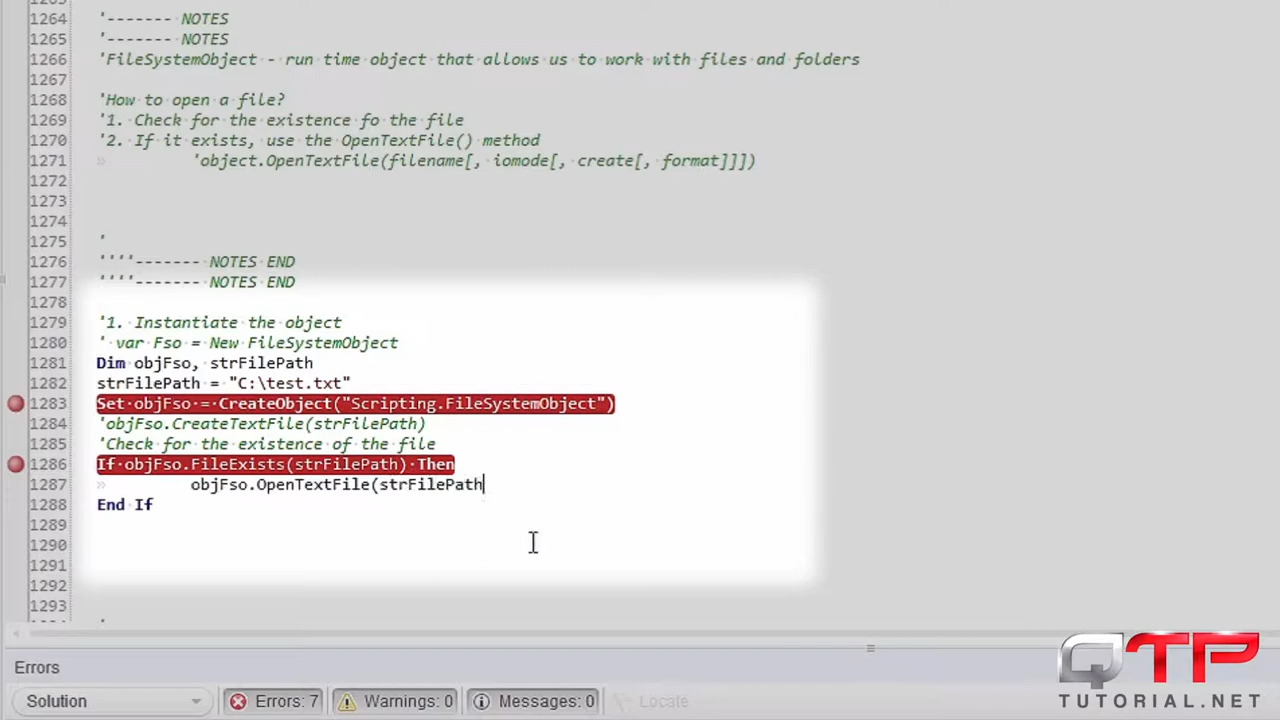 1263
1264 '------- NOTES
1265 '------- NOTES
1266 'FileSystemObject - run time object that allows us to work with files and folders
1267
1268 'How to open a file?
1269 '1. Check for the existence fo the file
1270 '2. If it exists, use the OpenTextFile() method
1271 'object.OpenTextFile(filename[, iomode[, create[, format]]])
1272
1273
1274
1275 '
1276 ''''------- NOTES END
1277 ''''------- NOTES END
1278
1279 '1. Instantiate the object
1280 ' var Fso = New FileSystemObject
1281 Dim objFso, strFilePath
1282 strFilePath = "C:\test.txt"
1283 Set objFso = CreateObject("Scripting.FileSystemObject")
1284 'objFso.CreateTextFile(strFilePath)
1285 'Check for the existence of the file
1286 If objFso.FileExists(strFilePath) Then
1287 objFso.OpenTextFile(strFilePath
1288 End If
1289
1290
1291
1292
1293
Errors
Solution Errors: 7 Warnings: 0 Messages: 0 Locate
QTP
TUTORIAL.NET